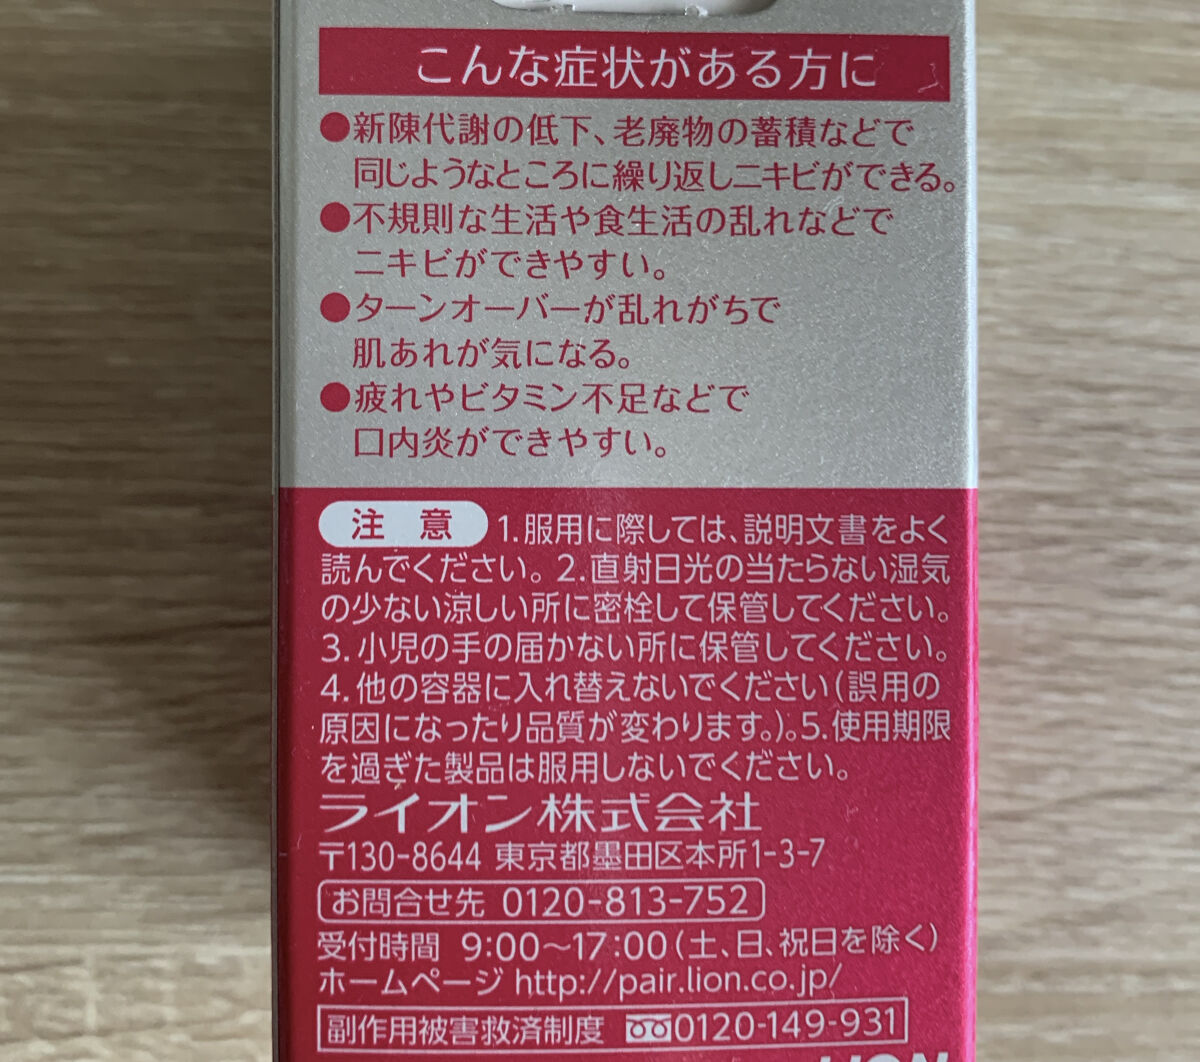 こんな症状がある方に
●新陳代謝の低下、老廃物の蓄積などで
同じようなところに繰り返しニキビができる。
●不規則な生活や食生活の乱れなどで
ニキビができやすい。
●ターンオーバーが乱れがちで
肌あれが気になる。
●疲れやビタミン不足などで
口内炎ができやすい。
注 意 1.服用に際しては、説明文書をよく
読んでください。2.直射日光の当たらない湿気
の少ない涼しい所に密栓して保管してください。
3.小児の手の届かない所に保管してください。
4.他の容器に入れ替えないでください(誤用の
原因になったり品質が変わります。)。5.使用期限
を過ぎた製品は服用しないでください。
ライオン株式会社
〒130-8644 東京都墨田区本所1-3-7
お問合せ先 0120-813-752
受付時間 9:00~17:00(土、日、祝日を除く)
ホームページ http://pair.lion.co.jp/
副作用被害救済制度 0120-149-931
LION